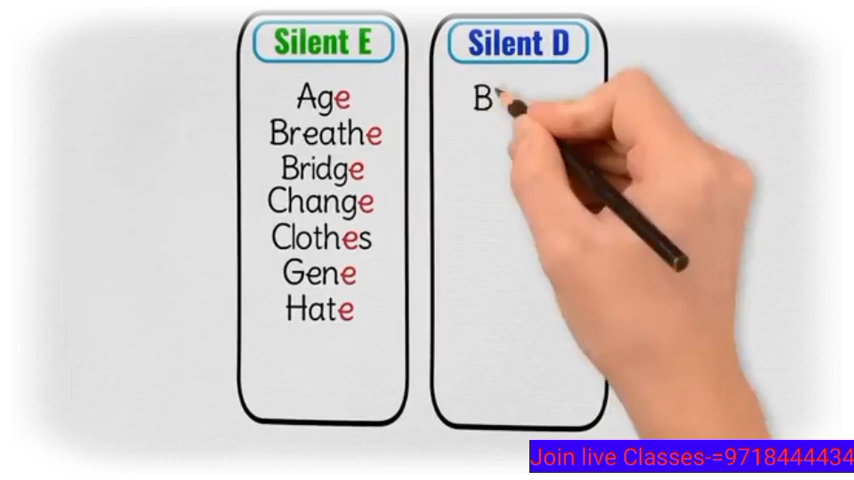 Silent E
Age
Breathe
Bridge
Change
Clothes
Gene
Hate
Silent D
B
Join live Classes-=9718444434